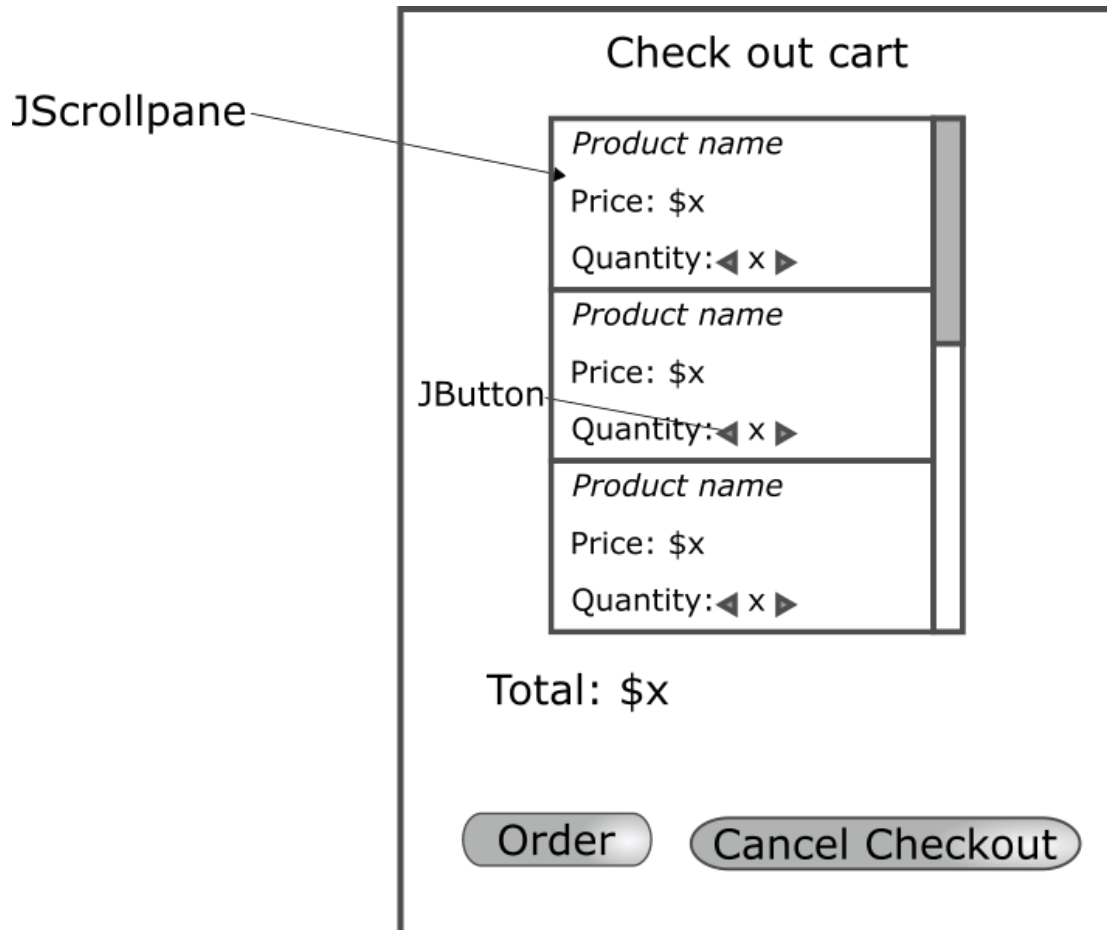 Check out cart
JScrollpane
Product name
Price: $x
Quantity: x
Product name
Price: $x
JButton
Quantity: x
Product name
Price: $x
Quantity: x
Total: $x
Order
Cancel Checkout